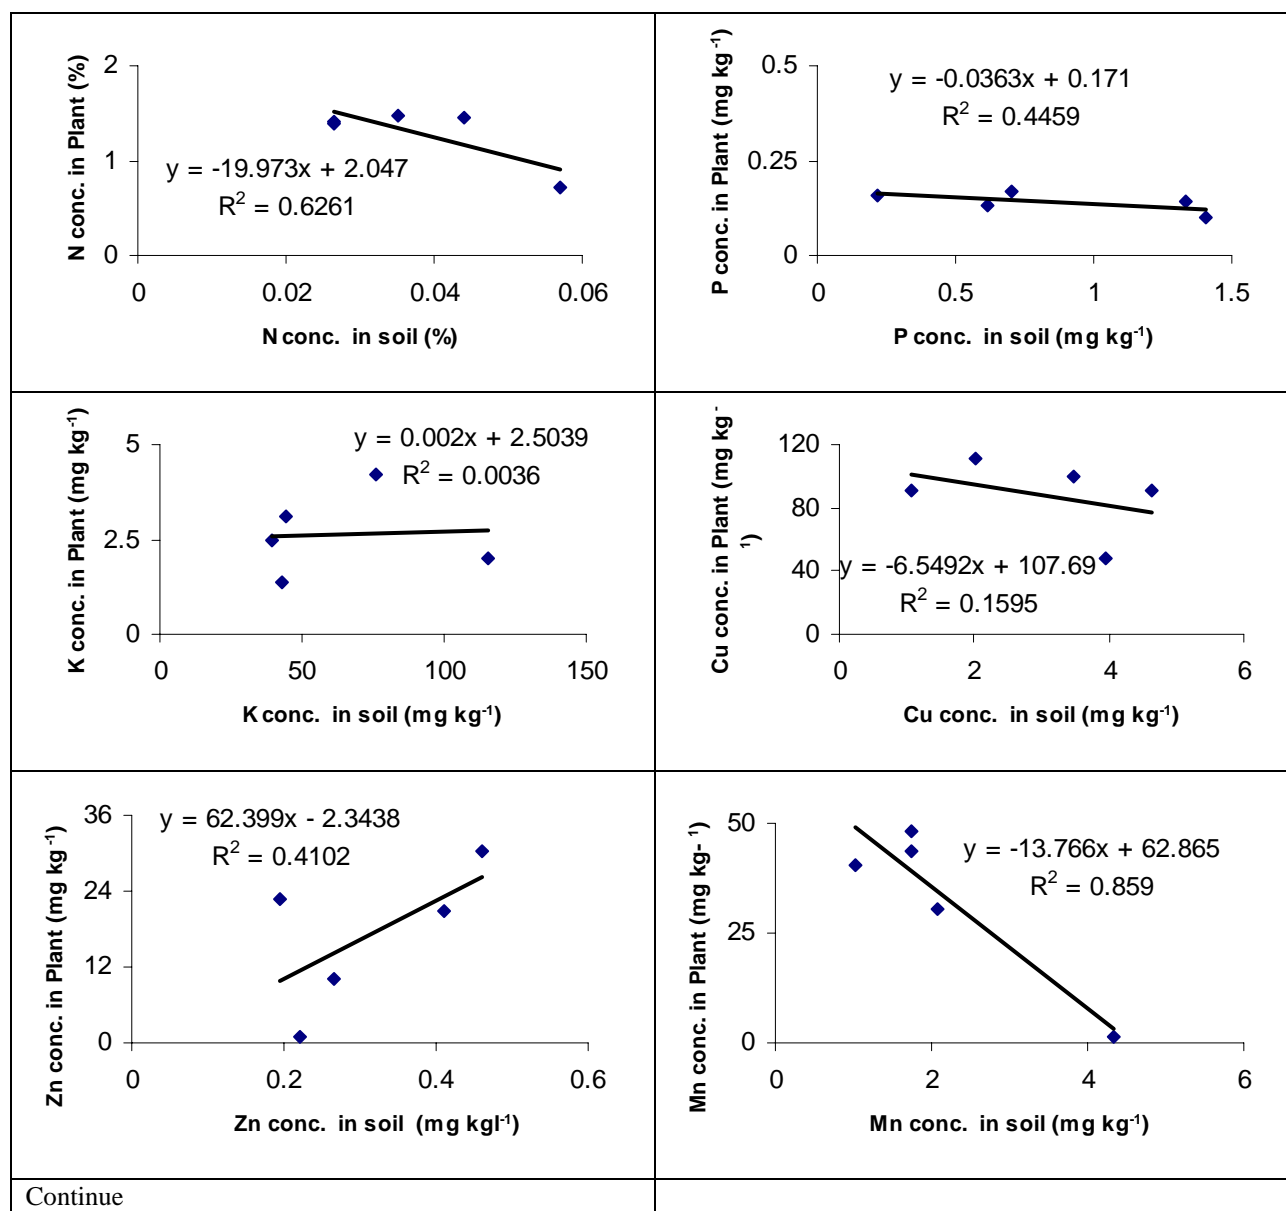 2
1
0
0
0.02
0.04
0.06
N conc. in Plant (%)
y = -19.973x + 2.047
R² = 0.6261
N conc. in soil (%)
0.5
0.25
0
0
0.5
1
1.5
P conc. in Plant (mg kg⁻¹)
y = -0.0363x + 0.171
R² = 0.4459
P conc. in soil (mg kg⁻¹)
5
2.5
0
0
50
100
150
K conc. in Plant (mg kg⁻¹)
y = 0.002x + 2.5039
R² = 0.0036
K conc. in soil (mg kg⁻¹)
120
80
40
0
0
2
4
6
Cu conc. in Plant (mg kg⁻
¹)
y = -6.5492x + 107.69
R² = 0.1595
Cu conc. in soil (mg kg⁻¹)
36
24
12
0
0
0.2
0.4
0.6
Zn conc. in Plant (mg kg⁻¹)
y = 62.399x - 2.3438
R² = 0.4102
Zn conc. in soil (mg kgl⁻¹)
50
25
0
0
2
4
6
Mn conc. in Plant (mg kg-¹)
y = -13.766x + 62.865
R² = 0.859
Mn conc. in soil (mg kg⁻¹)
Continue